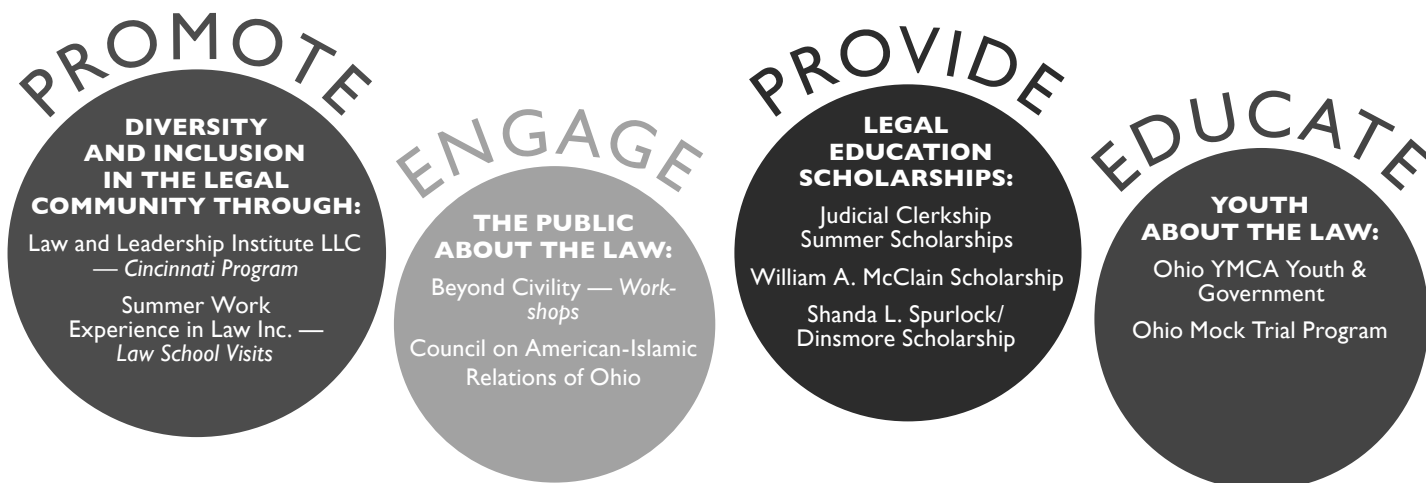 PROMOTE
DIVERSITY
AND INCLUSION
IN THE LEGAL
COMMUNITY THROUGH:
Law and Leadership Institute LLC
— Cincinnati Program
Summer Work
Experience in Law Inc. —
Law School Visits
ENGAGE
THE PUBLIC
ABOUT THE LAW:
Beyond Civility — Work-
shops
Council on American-Islamic
Relations of Ohio
PROVIDE
LEGAL
EDUCATION
SCHOLARSHIPS:
Judicial Clerkship
Summer Scholarships
William A. McClain Scholarship
Shanda L. Spurlock/
Dinsmore Scholarship
EDUCATE
YOUTH
ABOUT THE LAW:
Ohio YMCA Youth &
Government
Ohio Mock Trial Program